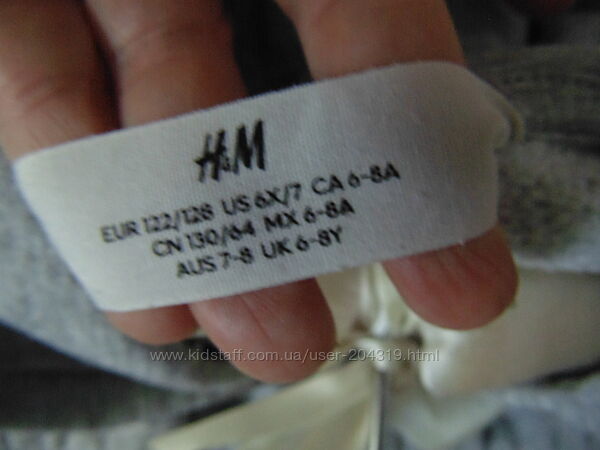 H&M
EUR 122/128 US 6X/7 CA 6-8A
CN 130/64 MX 6-8A
AUS 7-8 UK 6-8Y
www.kidstaff.com.ua/user-204319.html